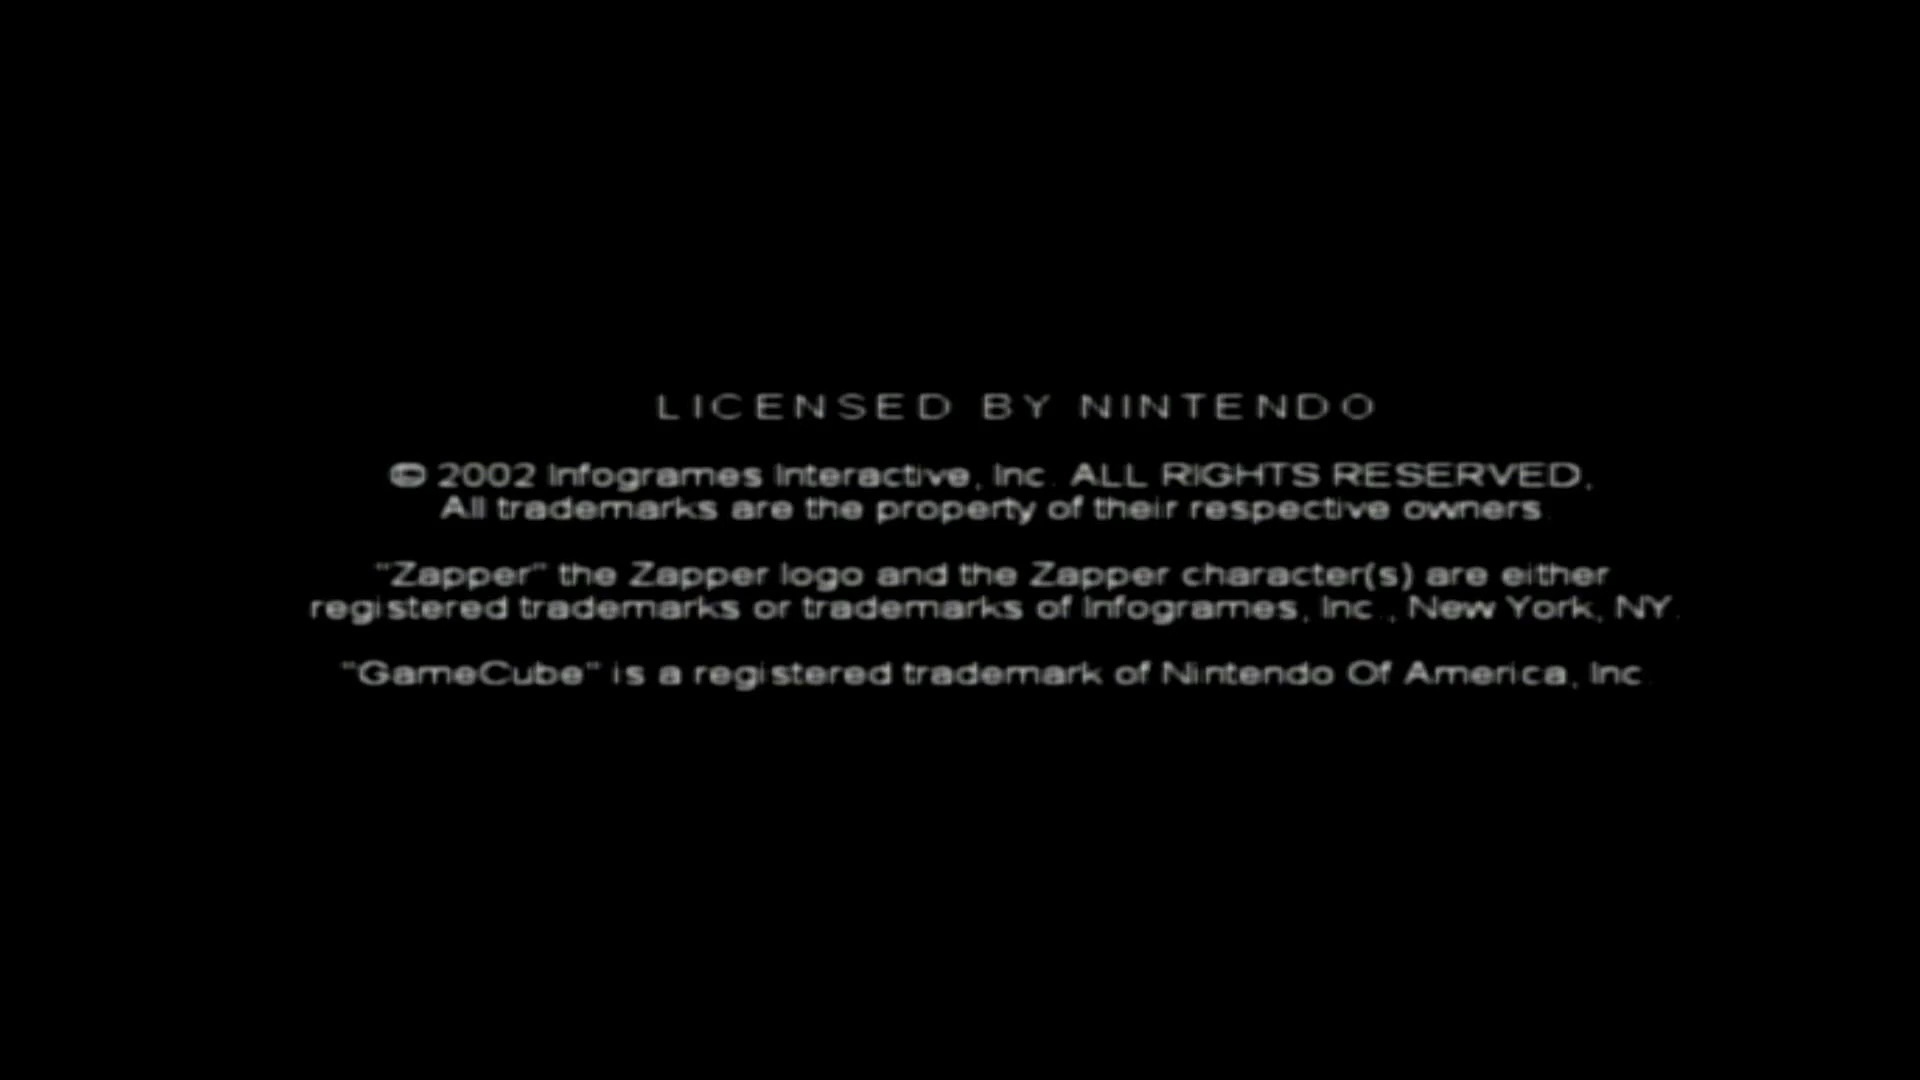 LICENSED BY NINTENDO
© 2002 Infogrames Interactive, Inc. ALL RIGHTS RESERVED,
All trademarks are the property of their respective owners.
"Zapper" the Zapper logo and the Zapper character(s) are either
registered trademarks or trademarks of Infogrames, Inc., New York, NY.
"GameCube" is a registered trademark of Nintendo Of America, Inc.